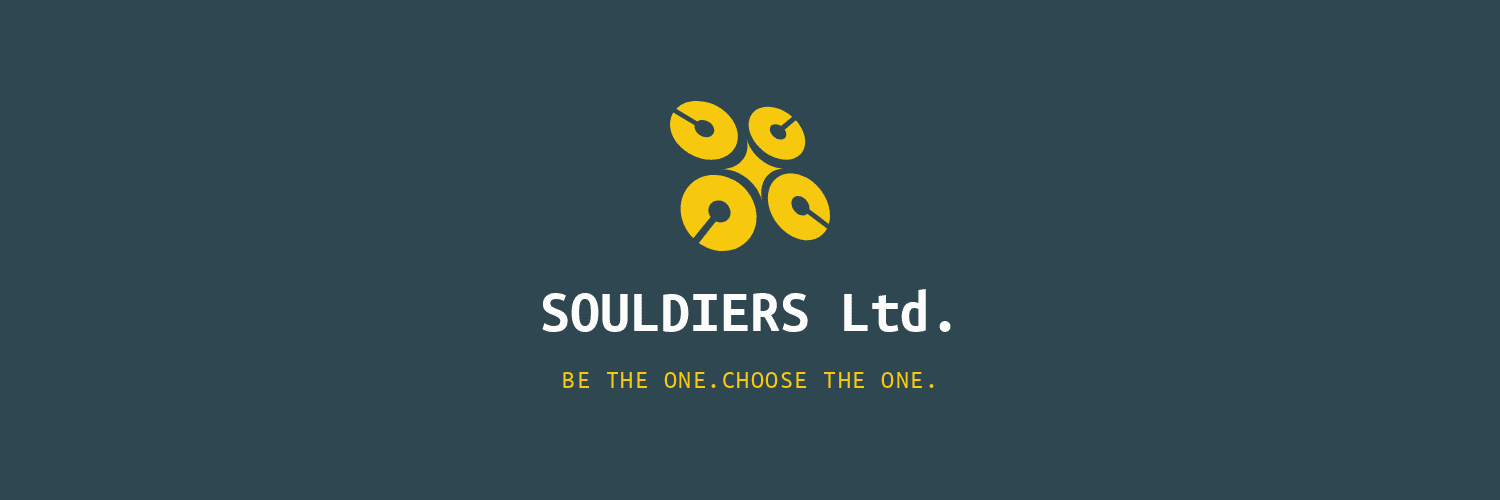 SOULDIERS Ltd.
BE THE ONE.CHOOSE THE ONE.